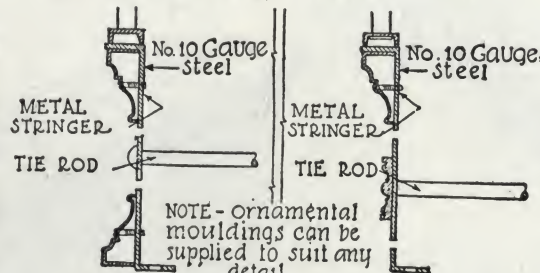 No. 10 Gauge
steel
METAL
STRINGER
TIE ROD
NOTE - Ornamental
mouldings can be
supplied to suit any
detail
No. 10 Gauge
steel
METAL
STRINGER
TIE ROD